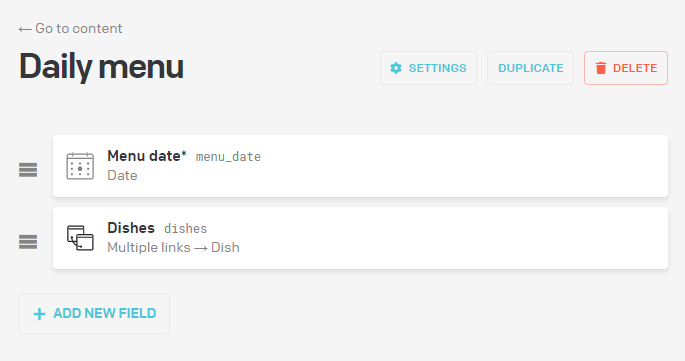 ← Go to content
Daily menu
SETTINGS
DUPLICATE
DELETE
Menu date* menu_date
Date
Dishes dishes
Multiple links → Dish
+ ADD NEW FIELD